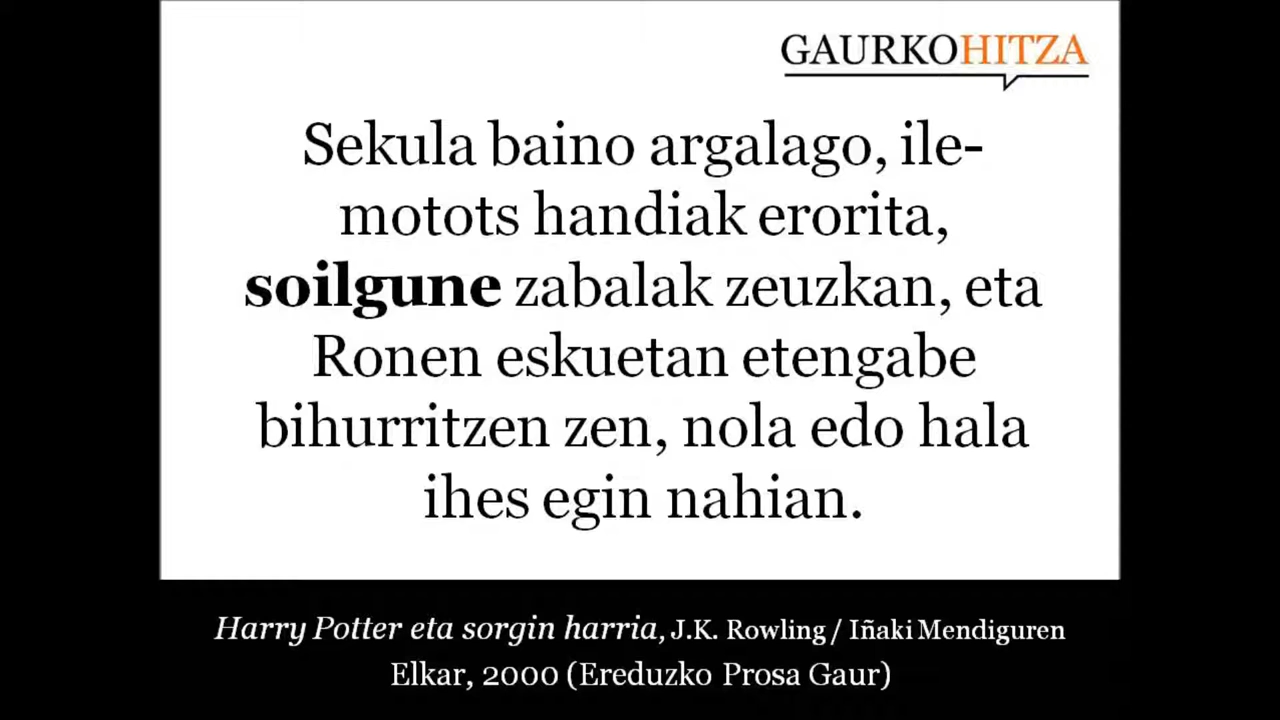 GAURKOHITZA
Sekula baino argalago, ile-
motots handiak erorita,
soilgune zabalak zeuzkan, eta
Ronen eskuetan etengabe
bihurritzen zen, nola edo hala
ihes egin nahian.
Harry Potter eta sorgin harria, J.K. Rowling / Iñaki Mendiguren
Elkar, 2000 (Ereduzko Prosa Gaur)